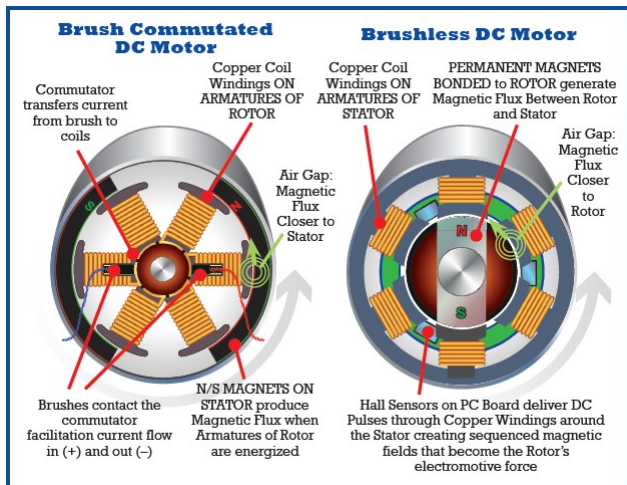 Brush Commutated
DC Motor
Commutator
transfers current
from brush to
coils
Copper Coil
Windings ON
ARMATURES OF
ROTOR
Air Gap:
Magnetic
Flux
Closer to
Stator
S
N
Brushes contact the
commutator
facilitation current flow
in (+) and out (–)
N/S MAGNETS ON
STATOR produce
Magnetic Flux when
Armatures of Rotor
are energized
Brushless DC Motor
Copper Coil
Windings ON
ARMATURES OF
STATOR
PERMANENT MAGNETS
BONDED to ROTOR generate
Magnetic Flux Between Rotor
and Stator
Air Gap:
Magnetic
Flux
Closer
to
Rotor
N
S
Hall Sensors on PC Board deliver DC
Pulses through Copper Windings around
the Stator creating sequenced magnetic
fields that become the Rotor's
electromotive force